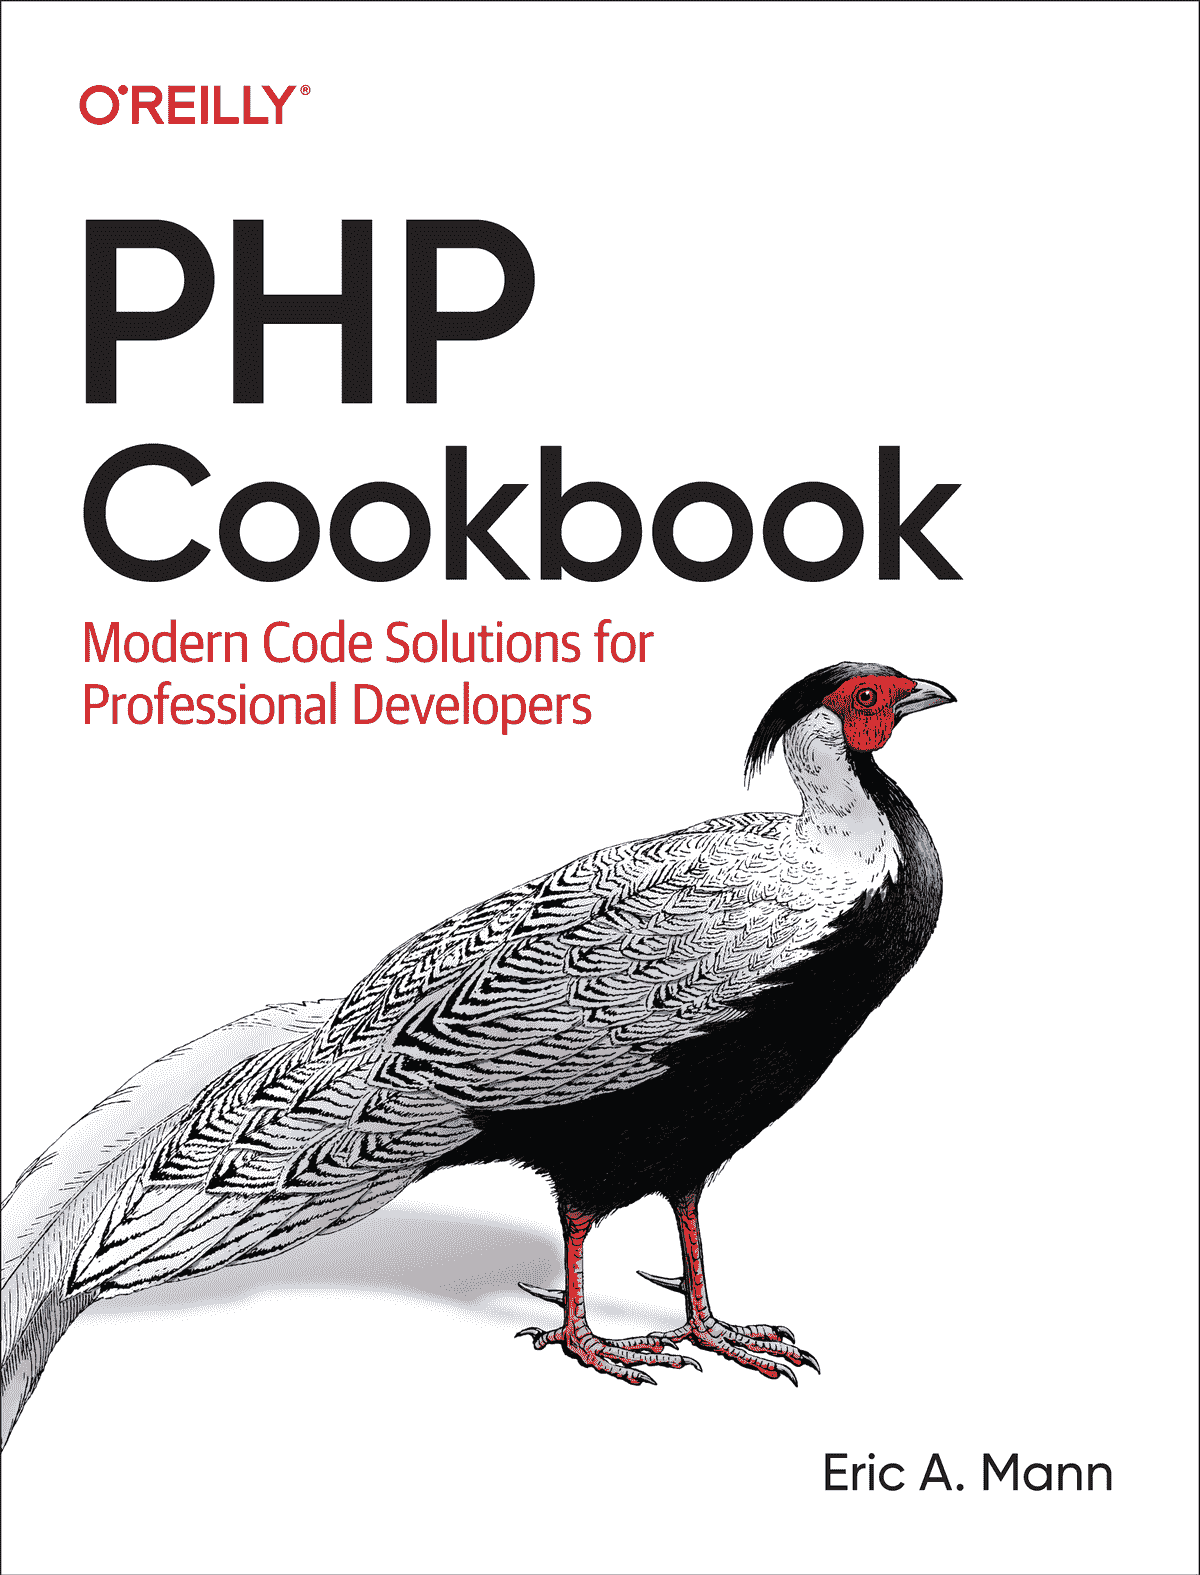 O'REILLY®
PHP
Cookbook
Modern Code Solutions for
Professional Developers
Eric A. Mann